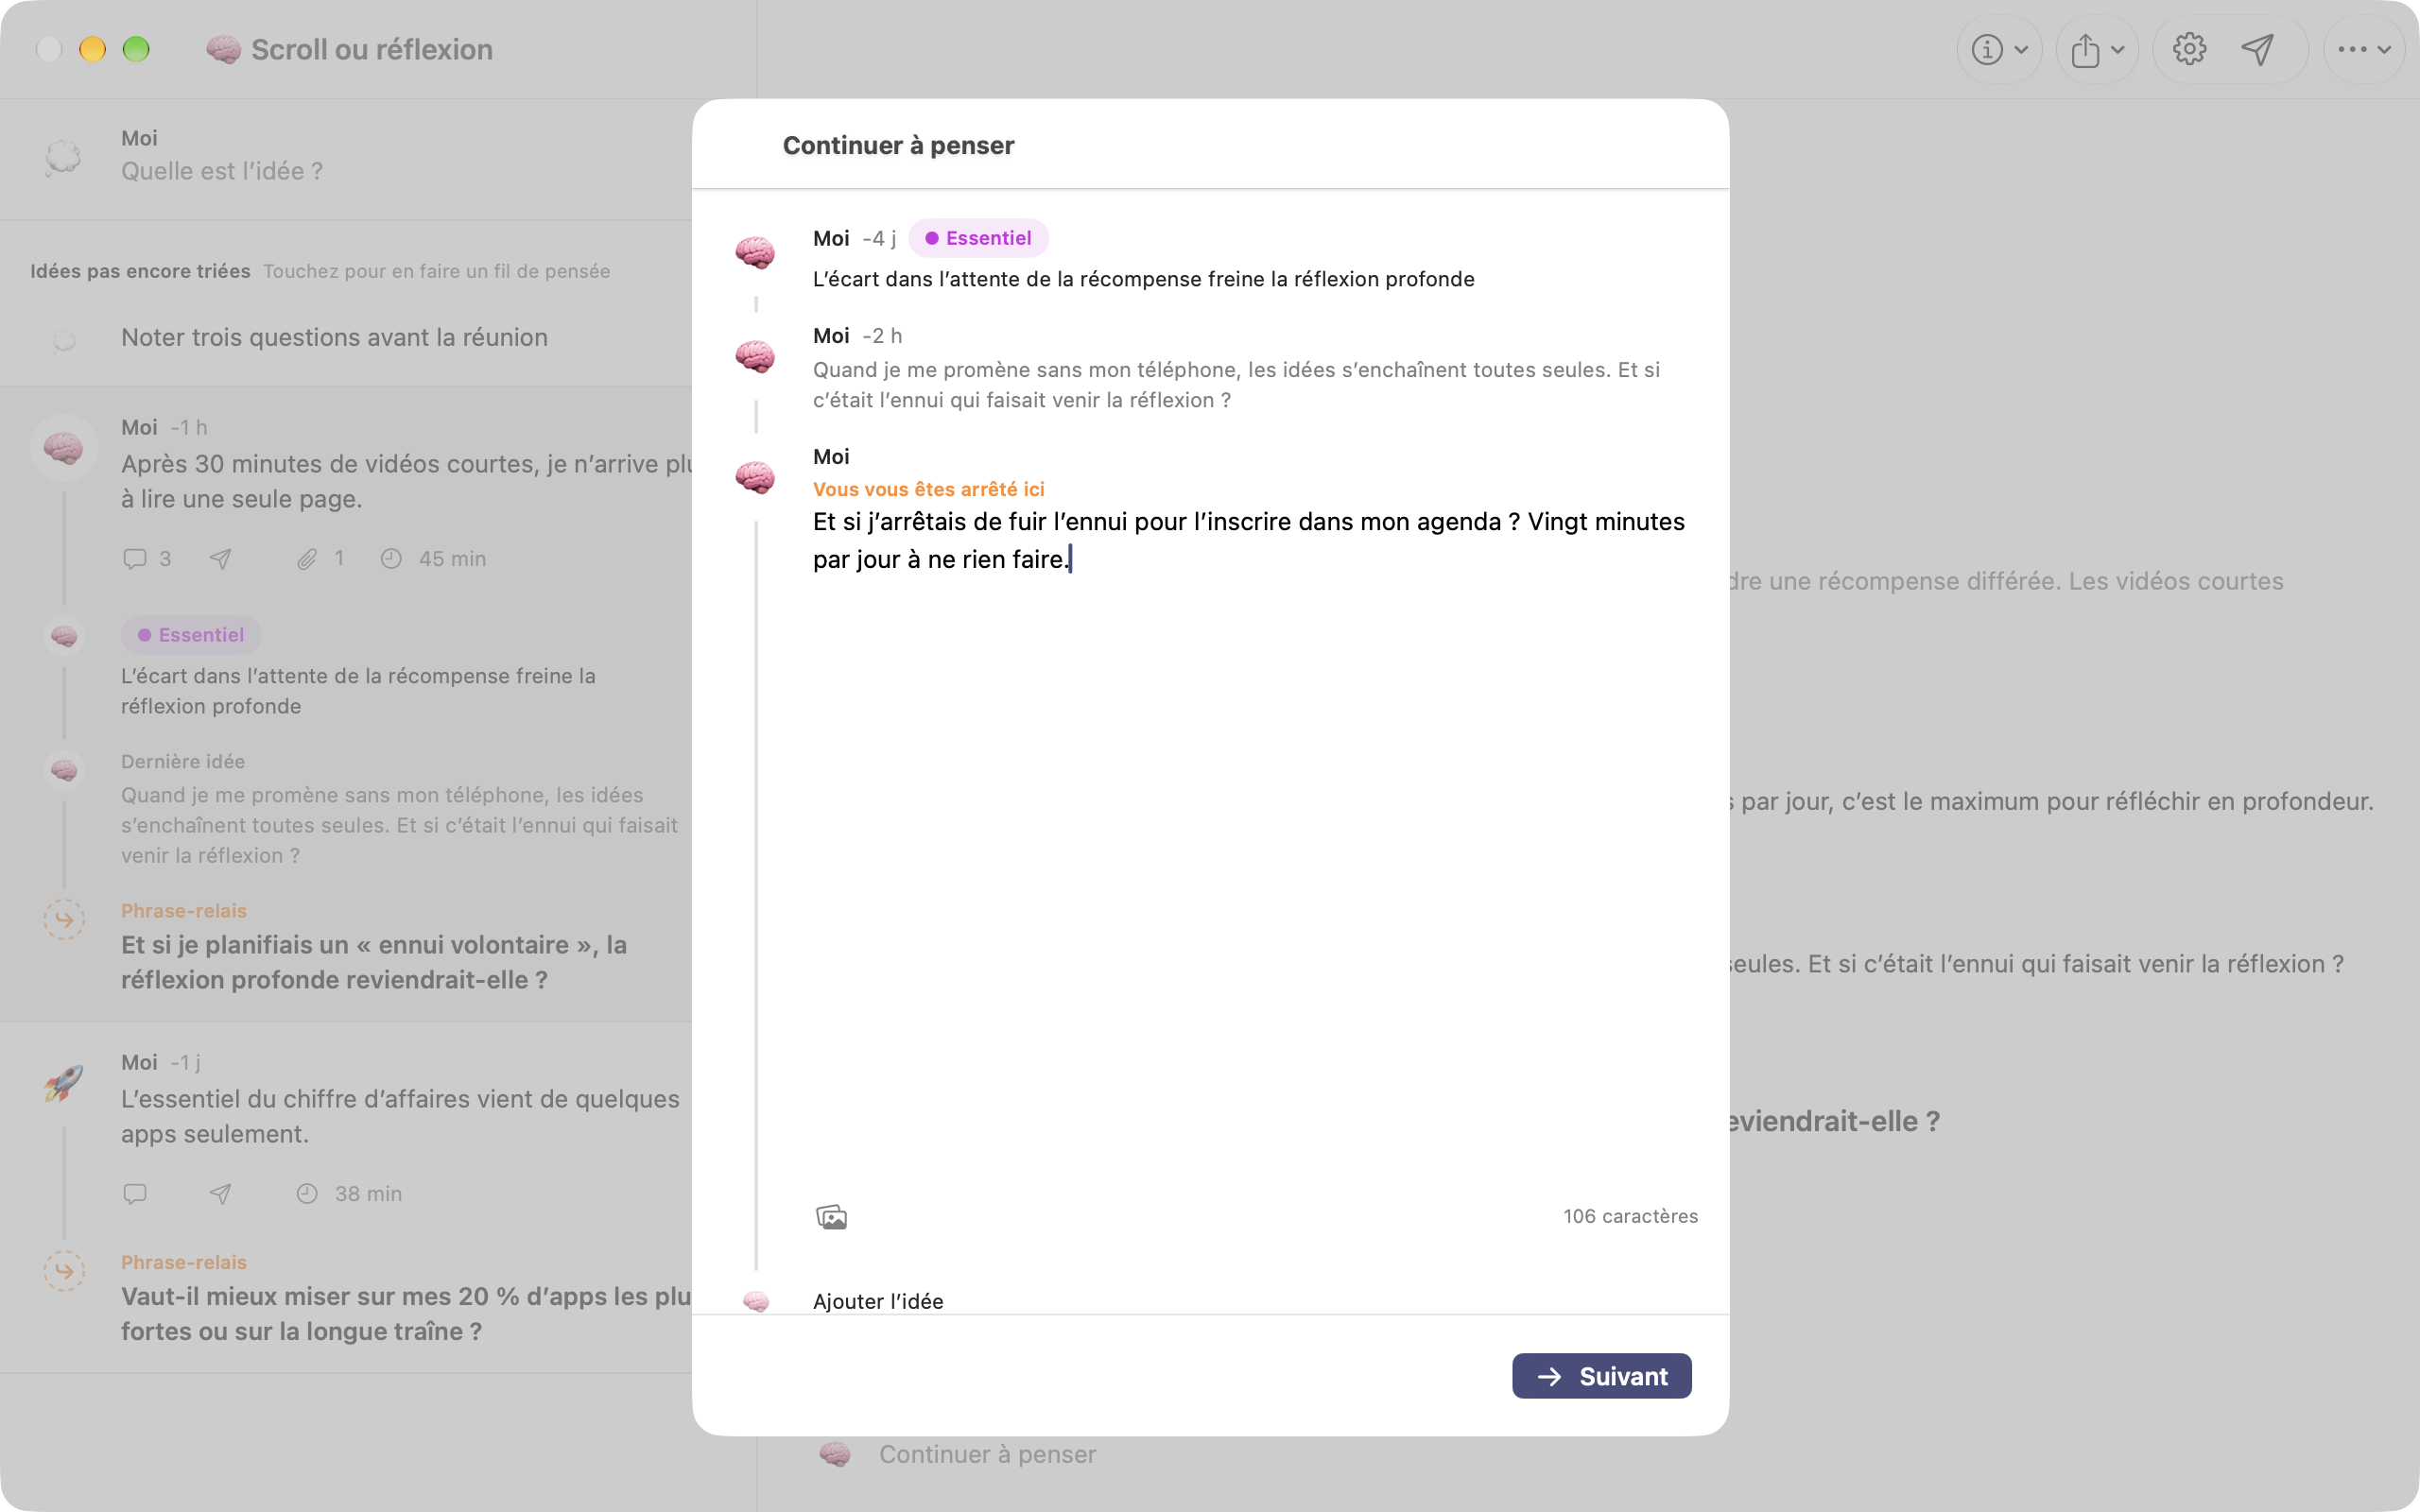 🧠 Scroll ou réflexion
Moi
Quelle est l’idée ?
Idées pas encore triées Touchez pour en faire un fil de pensée
Noter trois questions avant la réunion
Moi -1 h
Après 30 minutes de vidéos courtes, je n’arrive
à lire une seule page.
3 1 45 min
Essentiel
L’écart dans l’attente de la récompense freine la
réflexion profonde
Dernière idée
Quand je me promène sans mon téléphone, les idées
s’enchaînent toutes seules. Et si c’était l’ennui qui faisait
venir la réflexion ?
Phrase-relais
Et si je planifiais un « ennui volontaire », la
réflexion profonde reviendrait-elle ?
Moi -1 j
L’essentiel du chiffre d’affaires vient de quelques
apps seulement.
38 min
Phrase-relais
Vaut-il mieux miser sur mes 20 % d’apps les
fortes ou sur la longue traîne ?
Continuer à penser
Moi -4 j Essentiel
L’écart dans l’attente de la récompense freine la réflexion profonde
Moi -2 h
Quand je me promène sans mon téléphone, les idées s’enchaînent toutes seules. Et si
c’était l’ennui qui faisait venir la réflexion ?
Moi
Vous vous êtes arrêté ici
Et si j’arrêtais de fuir l’ennui pour l’inscrire dans mon agenda ? Vingt minutes
par jour à ne rien faire.
106 caractères
Ajouter l’idée
Suivant
une récompense différée. Les vidéos courtes
par jour, c’est le maximum pour réfléchir en profondeur.
seules. Et si c’était l’ennui qui faisait venir la réflexion ?
eviendrait-elle ?
Continuer à penser